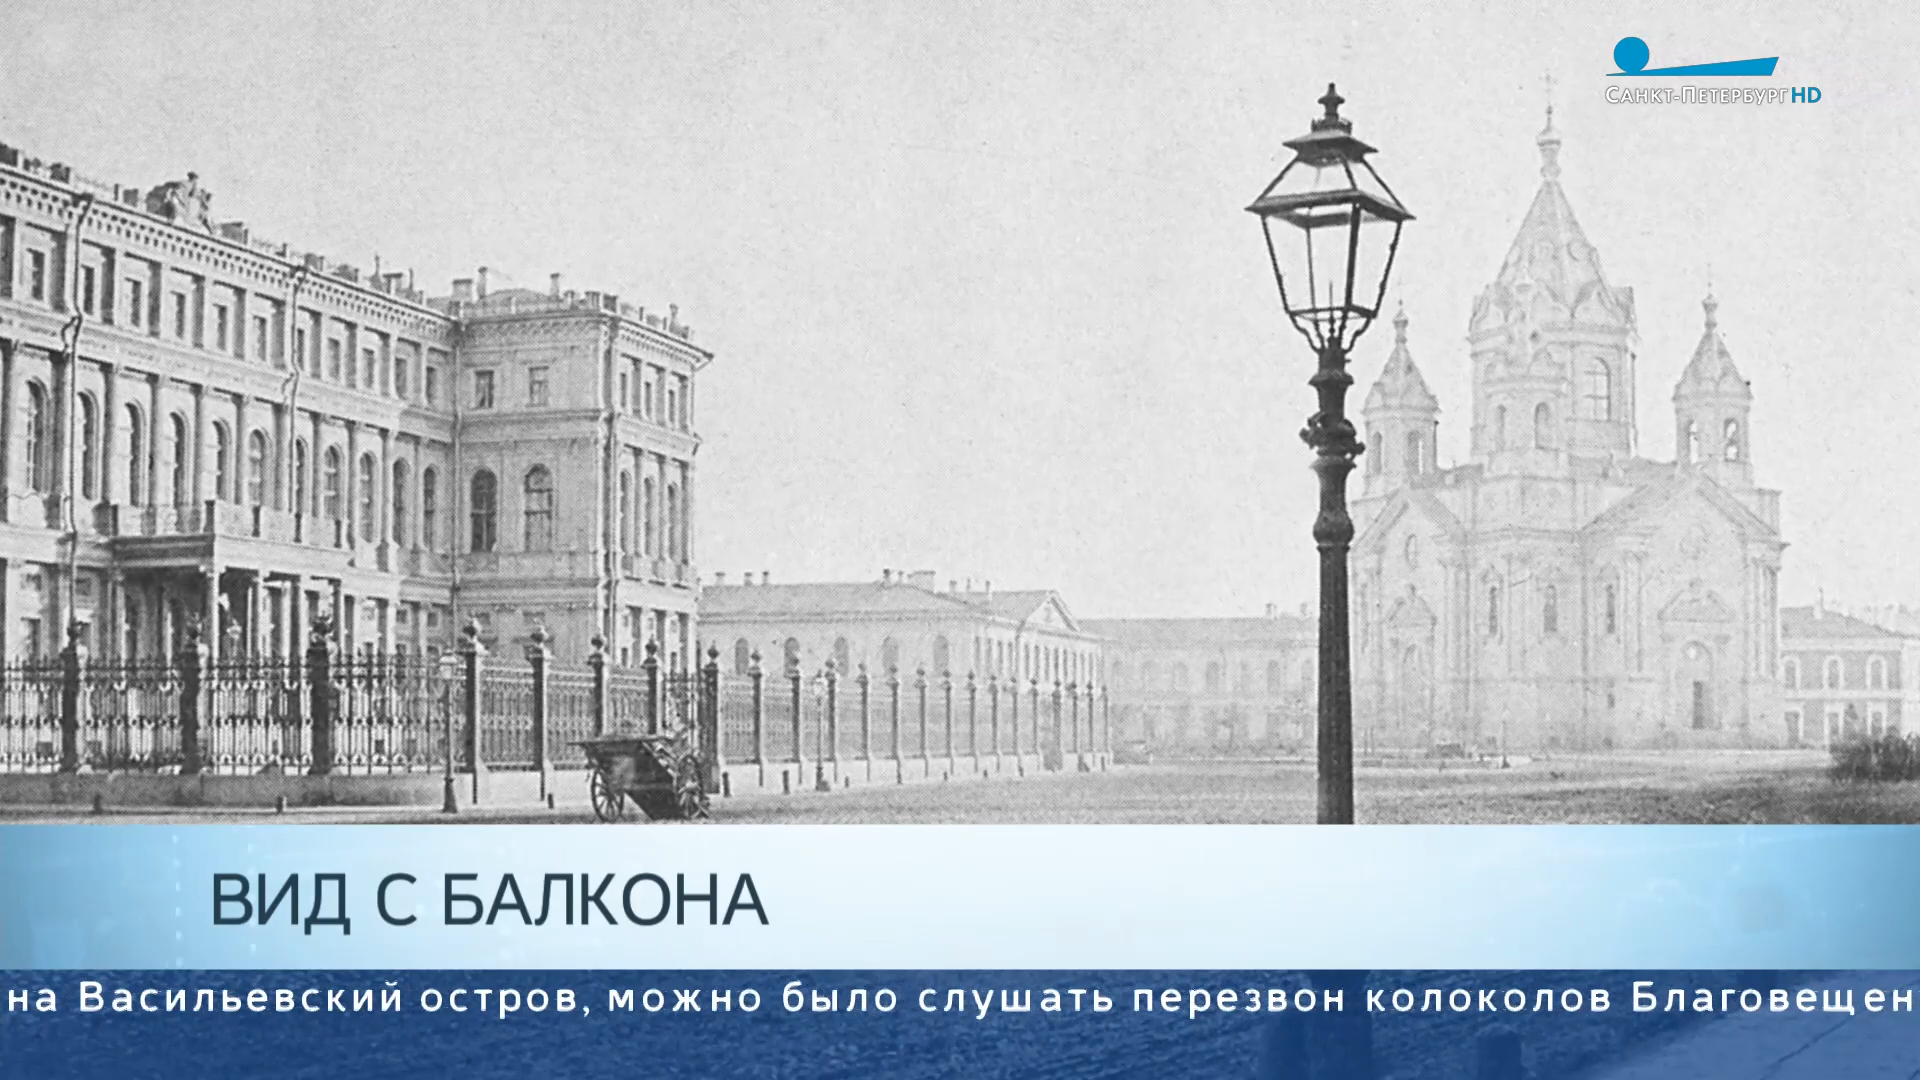 САНКТ-ПЕТЕРБУРГ HD
ВИД С БАЛКОНА
на Васильевский остров, можно было слушать перезвон колоколов Благовещен